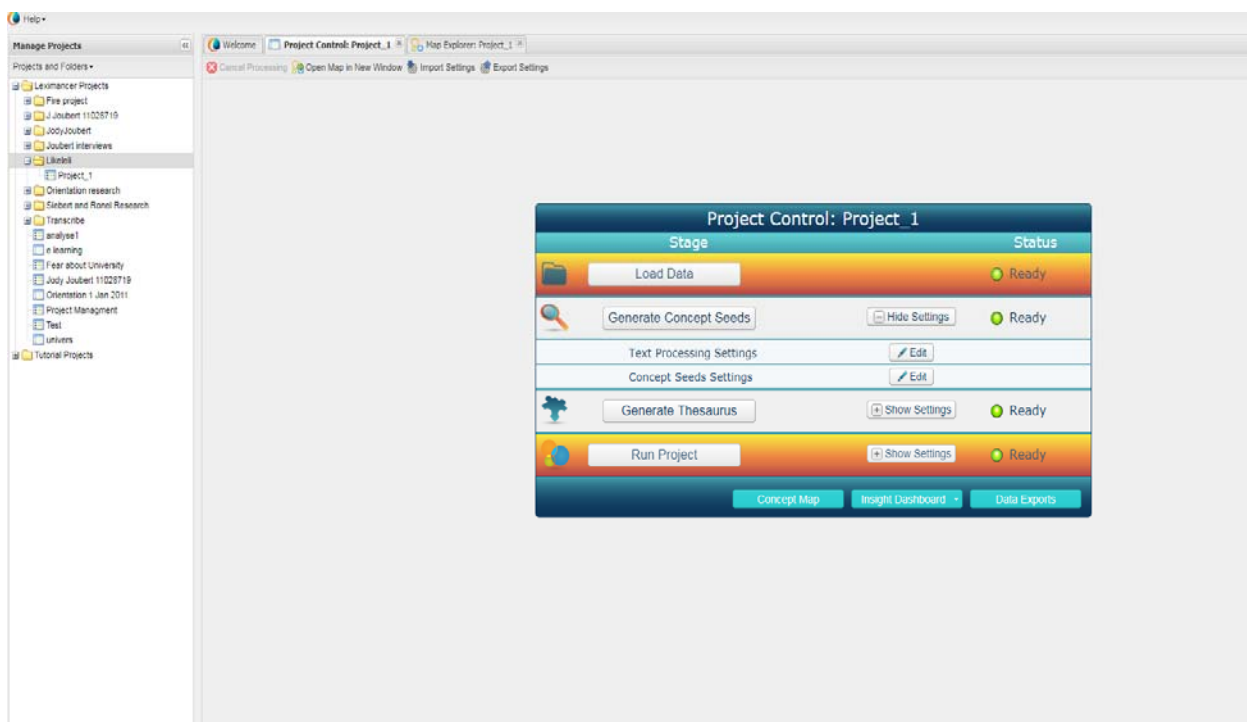 Help
Welcome
Project Control: Project_1
Map Explorer: Project_1
Manage Projects
Projects and Folders
Cancel Processing
Open Map in New Window
Import Settings
Export Settings
Leximancer Projects
Fire project
J Joubert 11028719
JodyJoubert
Joubert interviews
Project_1
Orientation research
Siebert and Ronel Research
Transcribe
analyse1
e learning
Fear about University
Jody Joubert 11028719
Orientation 1 Jan 2011
Project Managment
Test
univers
Tutorial Projects
Project Control: Project_1
Stage Status
Load Data Ready
Generate Concept Seeds Hide Settings Ready
Text Processing Settings Edit
Concept Seeds Settings Edit
Generate Thesaurus Show Settings Ready
Run Project Show Settings Ready
Concept Map Insight Dashboard Data Exports